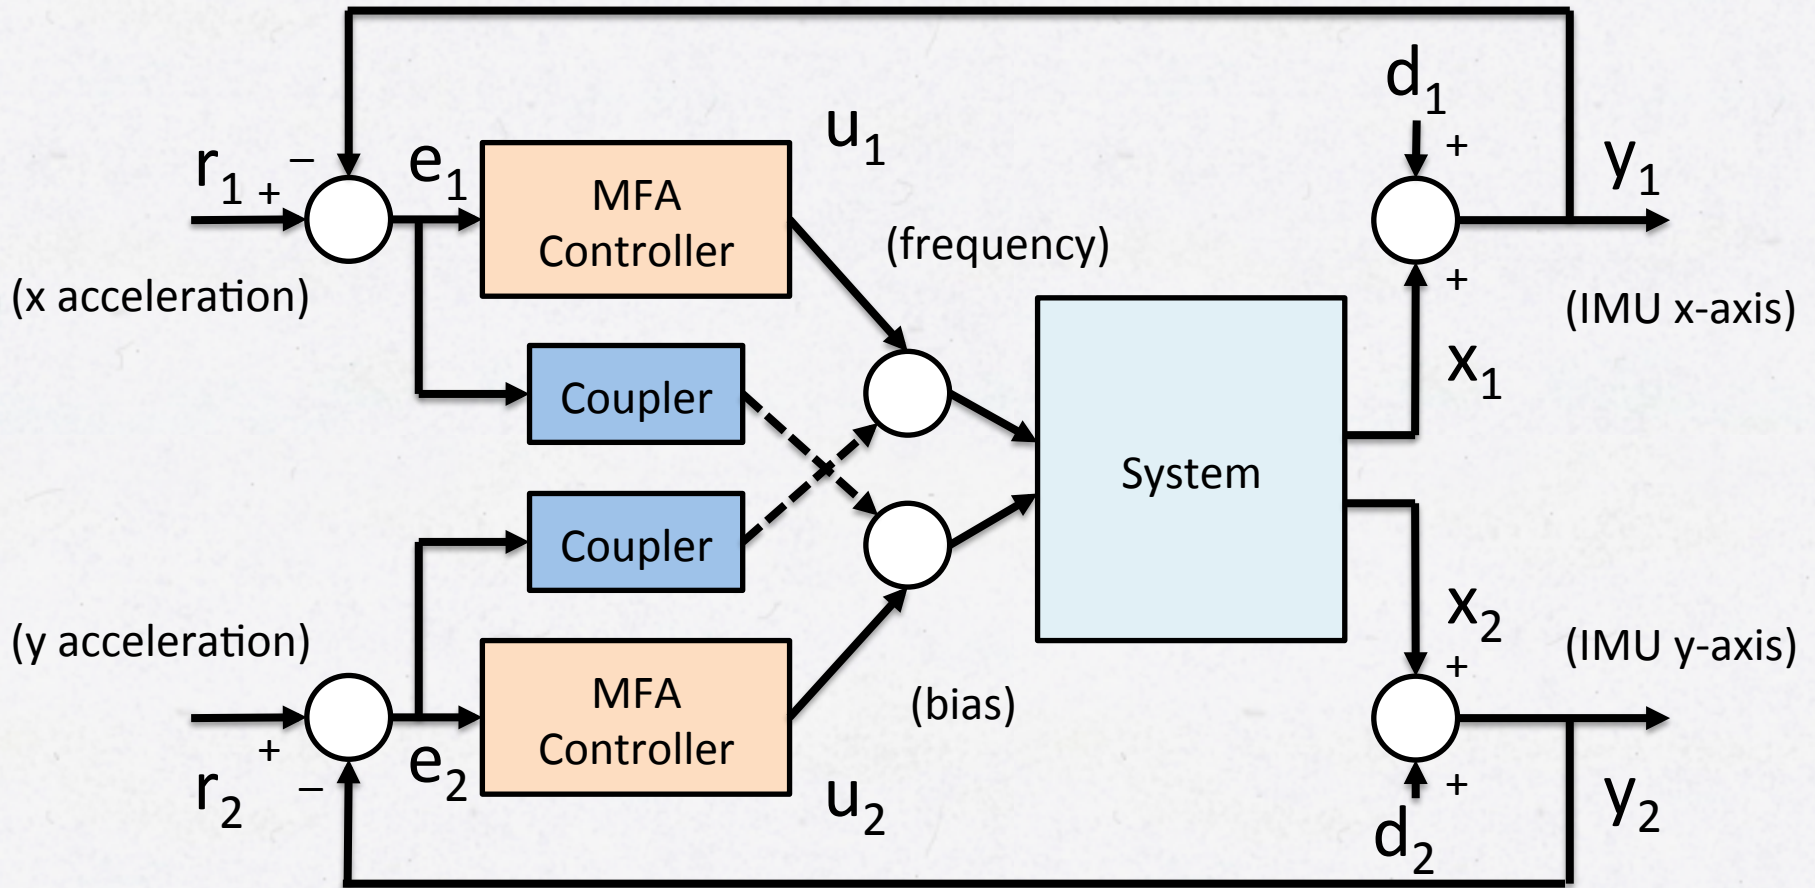 d₁
+
u₁
y₁
−
r₁
+
e₁
MFA
Controller
(frequency)
(x acceleration)
+
(IMU x-axis)
x₁
Coupler
System
Coupler
x₂
(y acceleration)
(IMU y-axis)
+
MFA
Controller
(bias)
+
e₂
r₂
−
u₂
+
y₂
d₂